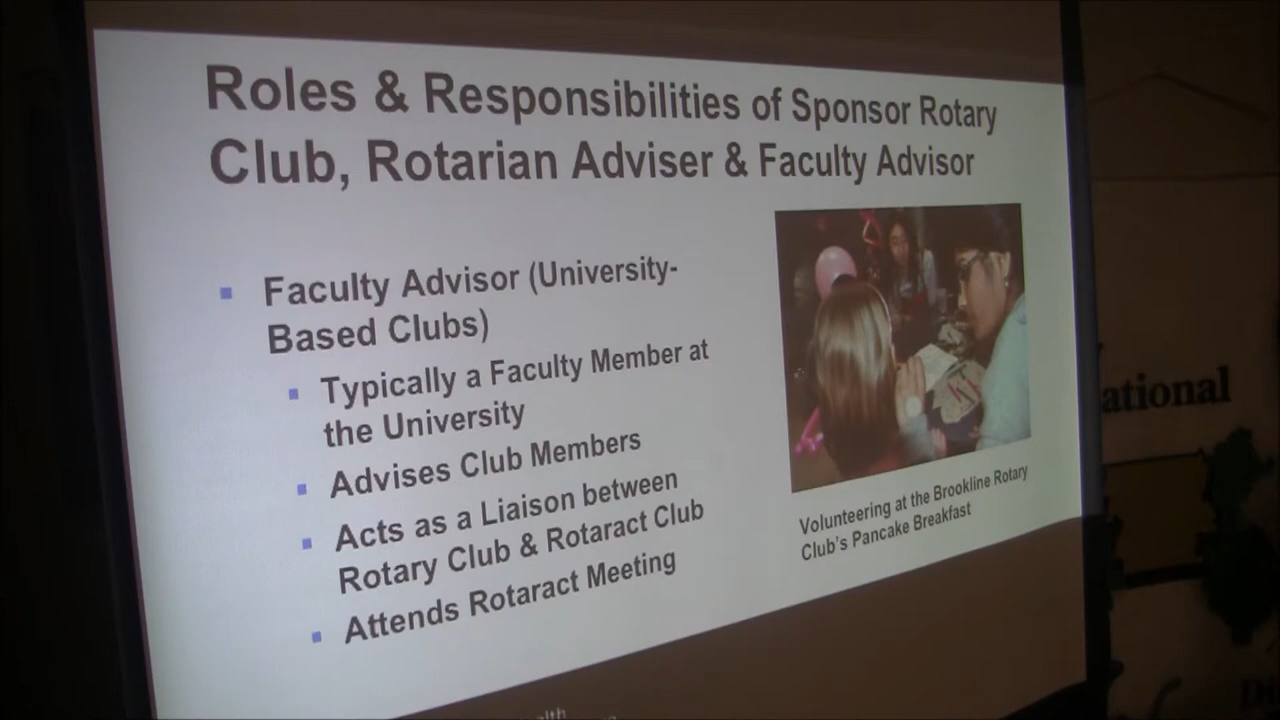 Roles & Responsibilities of Sponsor Rotary
Club, Rotarian Adviser & Faculty Advisor
Faculty Advisor (University-
Based Clubs)
Typically a Faculty Member at
the University
Advises Club Members
Acts as a Liaison between
Rotary Club & Rotaract Club
Attends Rotaract Meeting
Volunteering at the Brookline Rotary
Club's Pancake Breakfast
ational